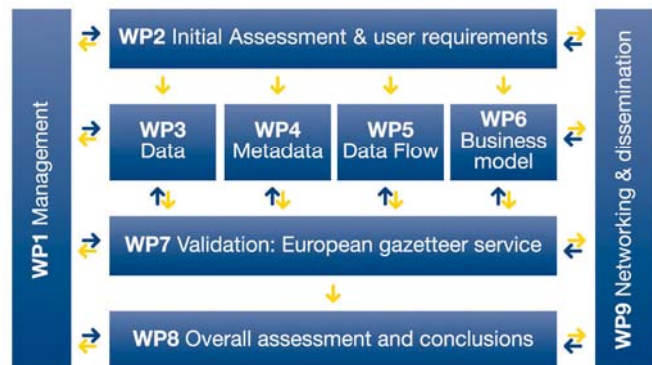 WP1 Management
WP2 Initial Assessment & user requirements
WP3
Data
WP4
Metadata
WP5
Data Flow
WP6
Business
model
WP7 Validation: European gazetteer service
WP8 Overall assessment and conclusions
WP9 Networking & dissemination